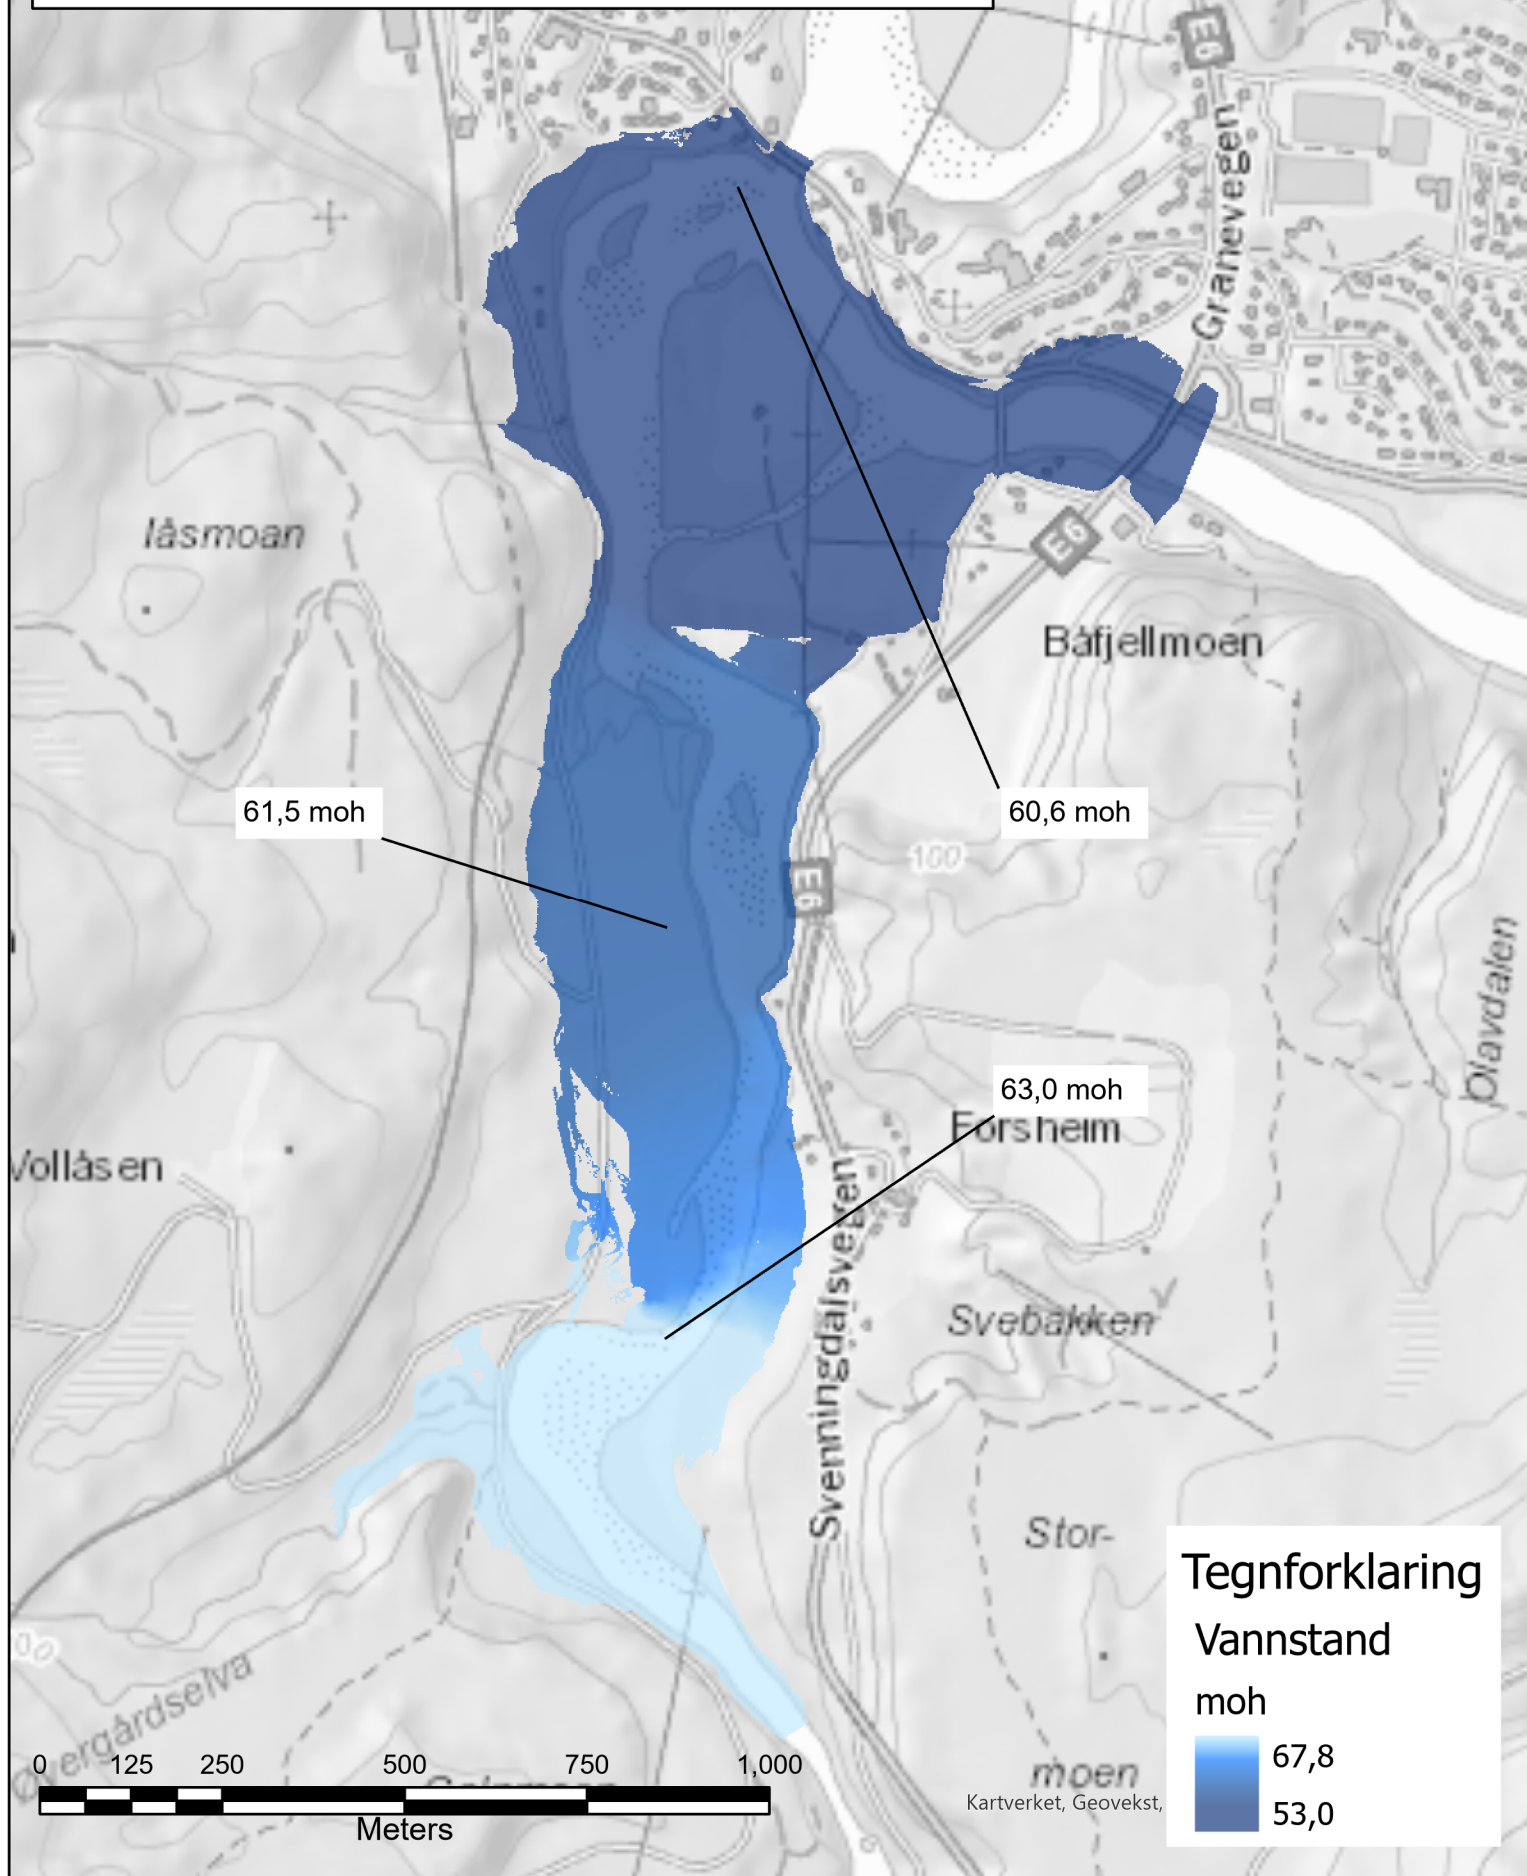 E6
Granevegen
låsmoan
E6
Båfjellmoen
61,5 moh
60,6 moh
100
E6
Olavdalen
63,0 moh
Forsheim
Vollåsen
Svenningdalsvegen
Svebakken
Stor-
moen
Øvergårdselva
Tegnforklaring
Vannstand
moh
67,8
53,0
0 125 250 500 750 1,000
Meters
Kartverket, Geovekst,